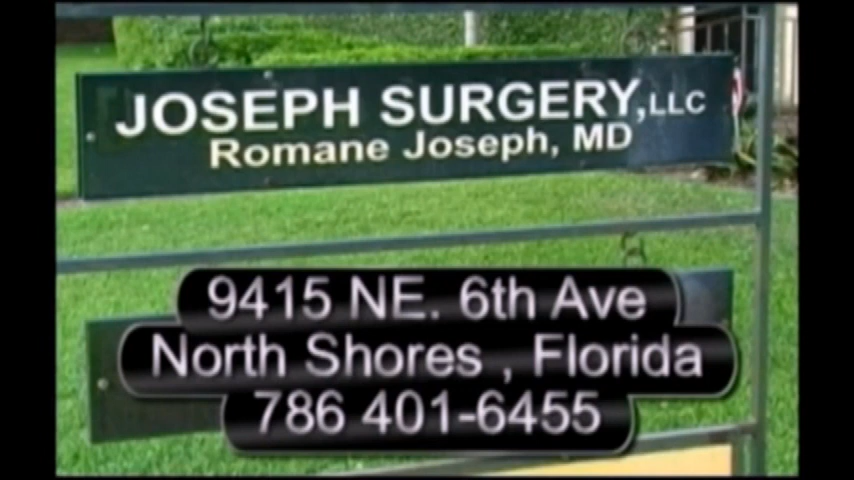 JOSEPH SURGERY, LLC
Romane Joseph, MD
9415 NE. 6th Ave
North Shores , Florida
786 401-6455